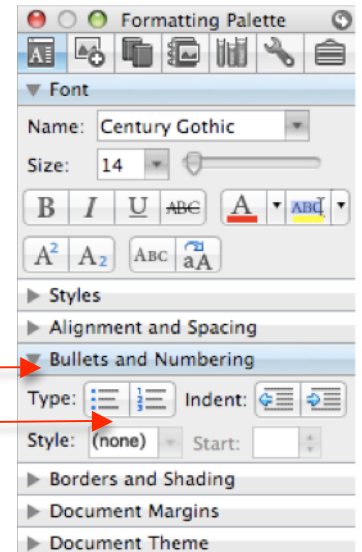 Formatting Palette
Font
Name: Century Gothic
Size: 14
B I U ABC A ABC
A² A₂ ABC aA
Styles
Alignment and Spacing
Bullets and Numbering
Type: Indent:
Style: (none) Start:
Borders and Shading
Document Margins
Document Theme